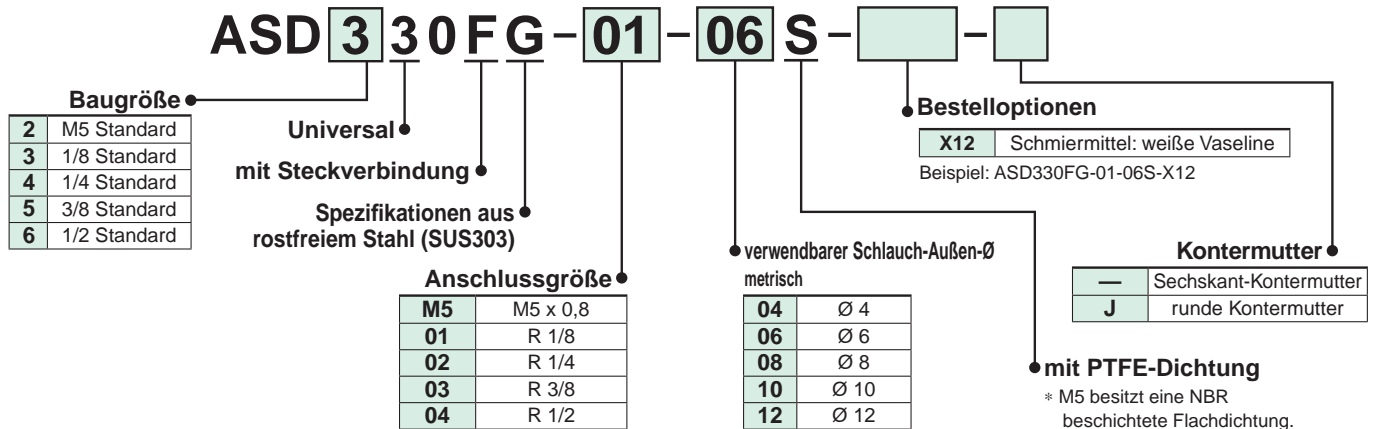 ASD 3 3 0 F G – 01 – 06 S – –
Baugröße
2 M5 Standard
3 1/8 Standard
4 1/4 Standard
5 3/8 Standard
6 1/2 Standard
Universal
mit Steckverbindung
Spezifikationen aus
rostfreiem Stahl (SUS303)
Anschlussgröße
M5 M5 x 0,8
01 R 1/8
02 R 1/4
03 R 3/8
04 R 1/2
verwendbarer Schlauch-Außen-Ø
metrisch
04 Ø 4
06 Ø 6
08 Ø 8
10 Ø 10
12 Ø 12
Bestelloptionen
X12 Schmiermittel: weiße Vaseline
Beispiel: ASD330FG-01-06S-X12
Kontermutter
— Sechskant-Kontermutter
J runde Kontermutter
mit PTFE-Dichtung
* M5 besitzt eine NBR
beschichtete Flachdichtung.